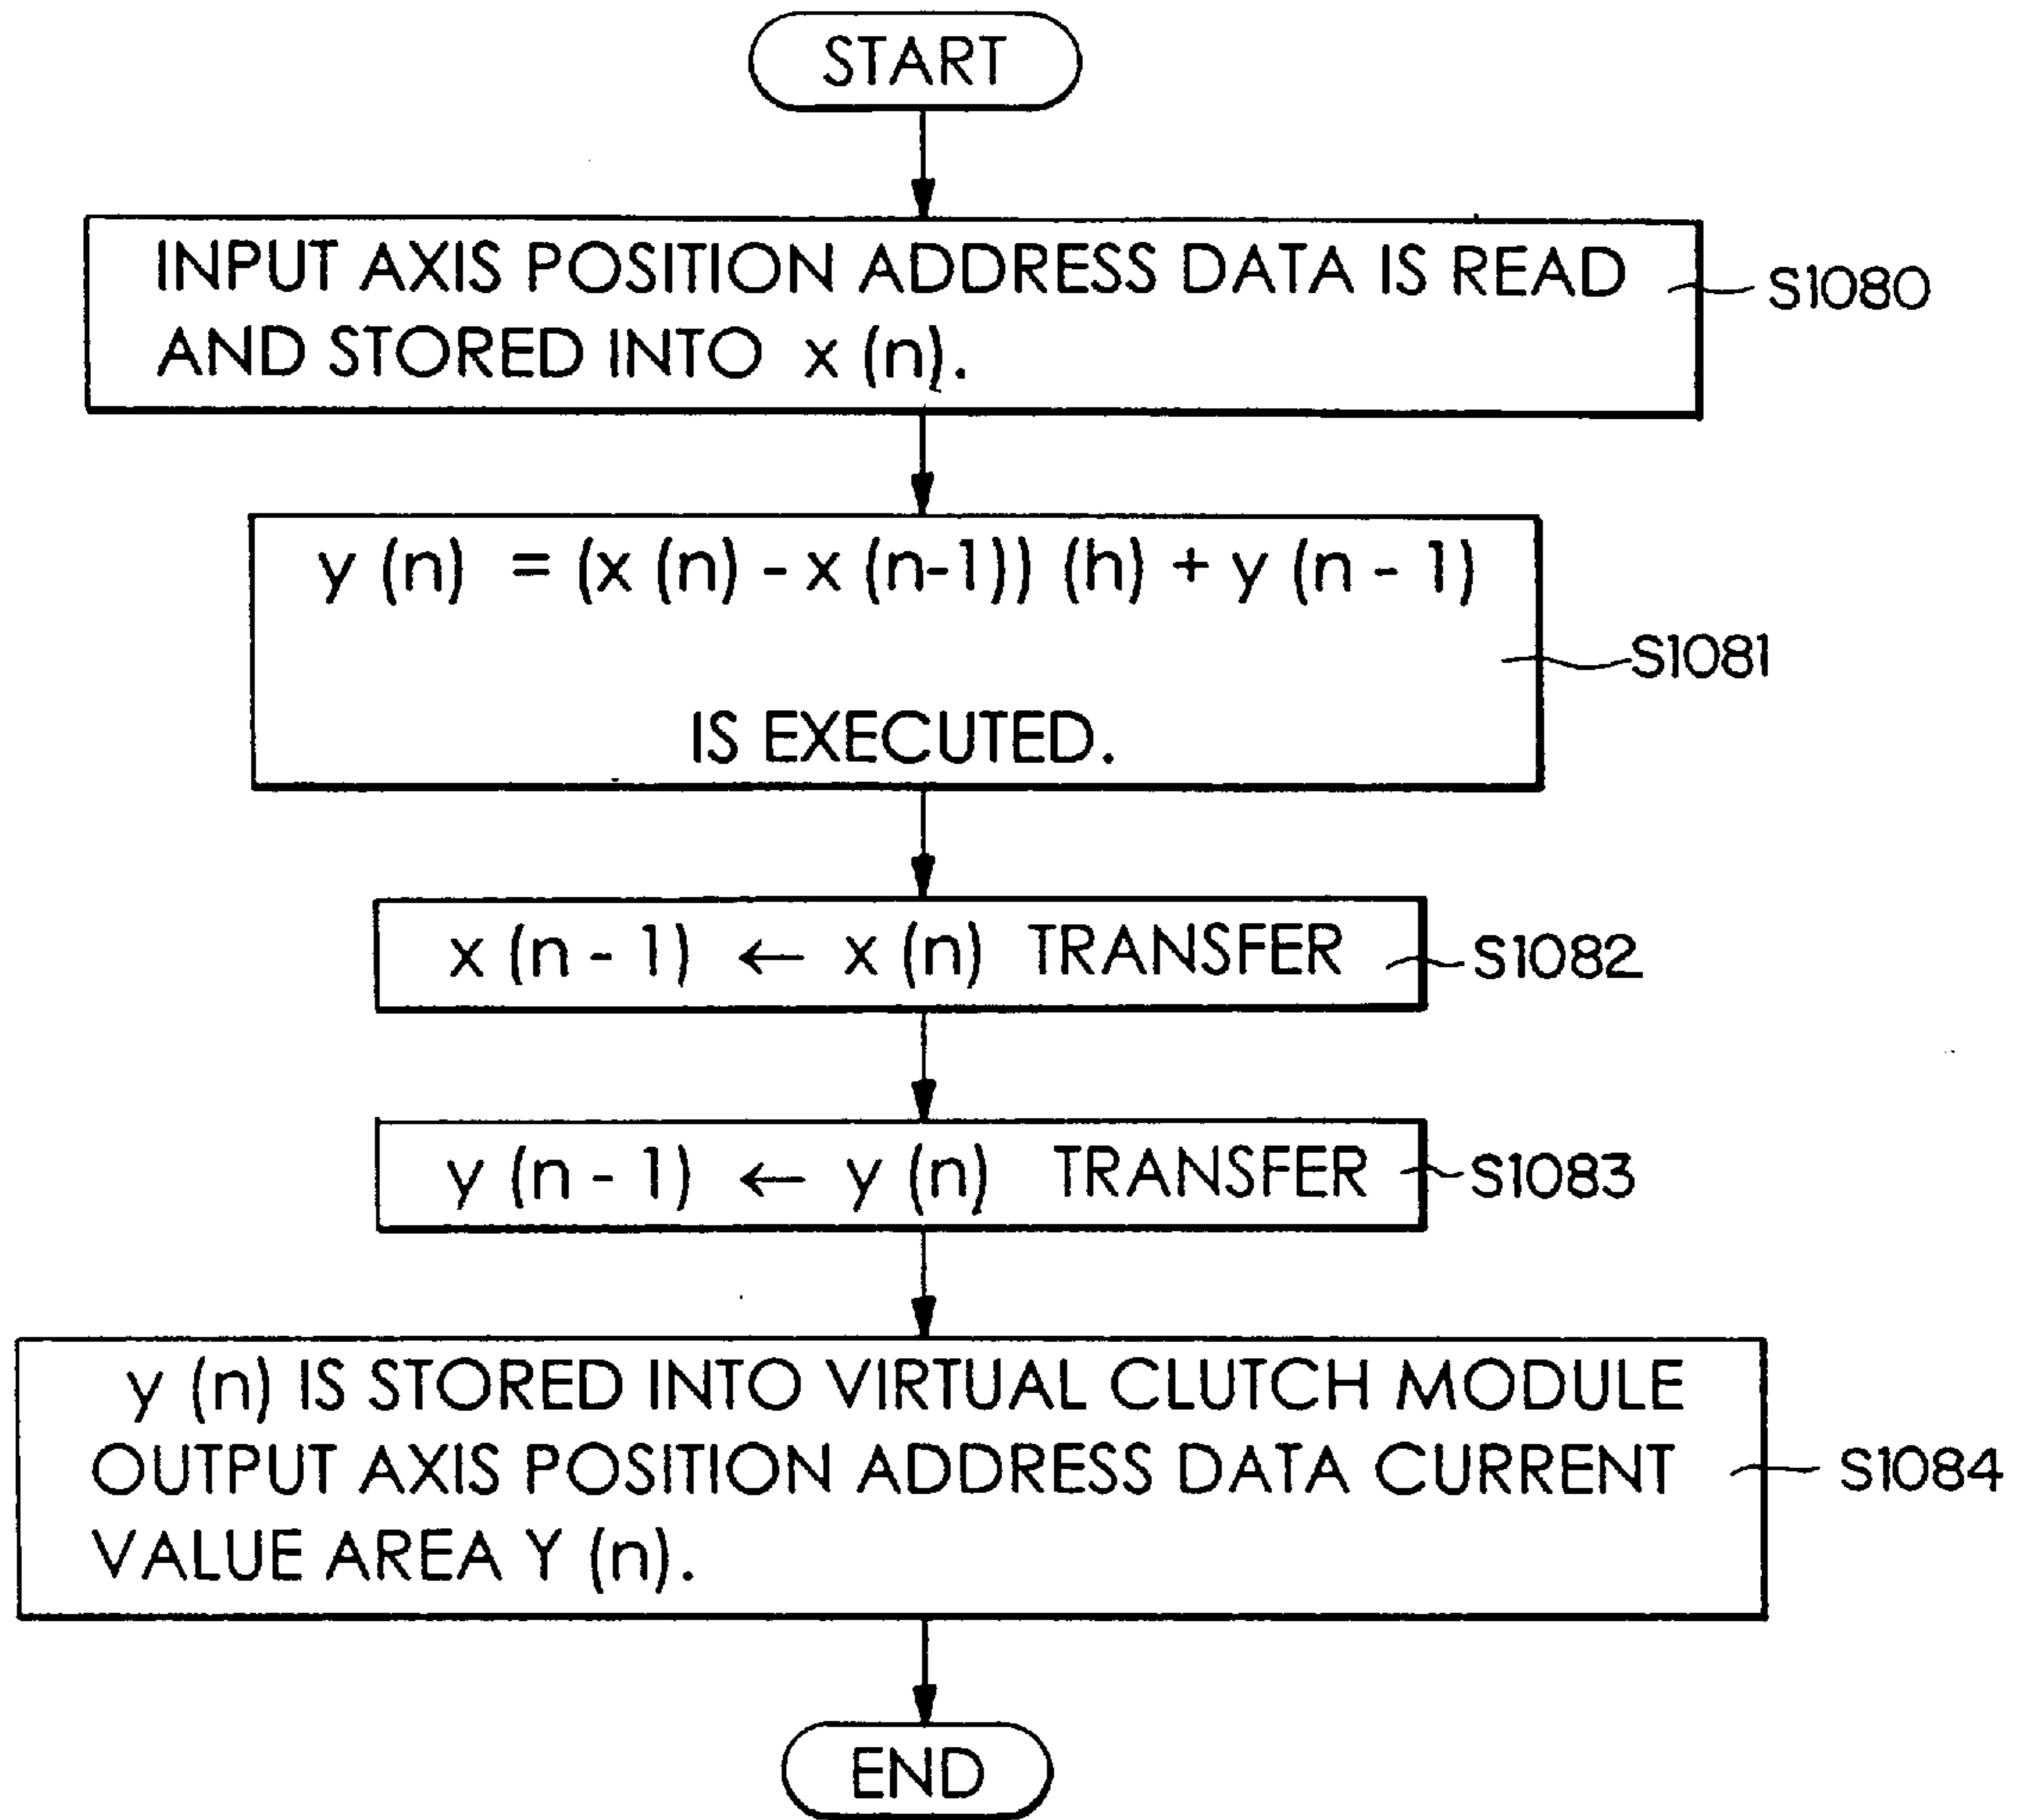 START
INPUT AXIS POSITION ADDRESS DATA IS READ
AND STORED INTO x (n).
S1080
y (n) = (x (n) - x (n-1)) (h) + y (n - 1)
IS EXECUTED.
S1081
x (n - 1) ← x (n) TRANSFER
S1082
y (n - 1) ← y (n) TRANSFER
S1083
y (n) IS STORED INTO VIRTUAL CLUTCH MODULE
OUTPUT AXIS POSITION ADDRESS DATA CURRENT
VALUE AREA Y (n).
S1084
END